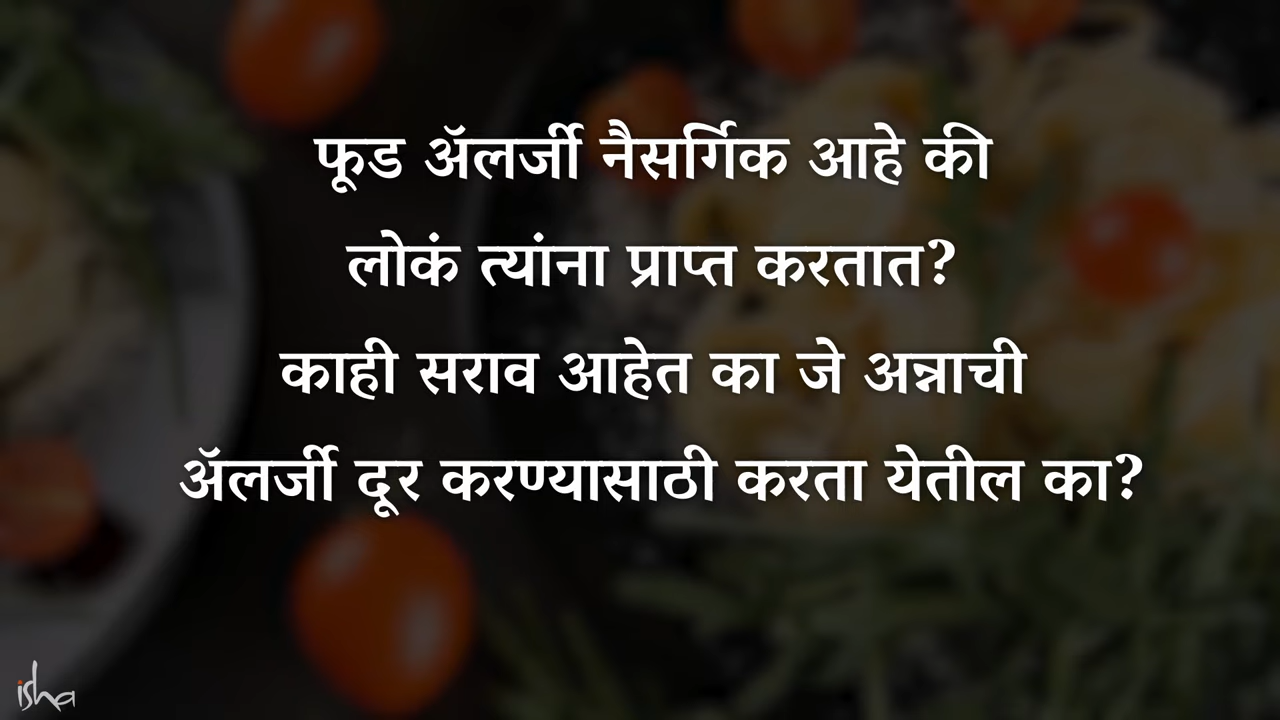 फूड ॲलर्जी नैसर्गिक आहे की
लोकं त्यांना प्राप्त करतात?
काही सराव आहेत का जे अन्नाची
ॲलर्जी दूर करण्यासाठी करता येतील का?
isha